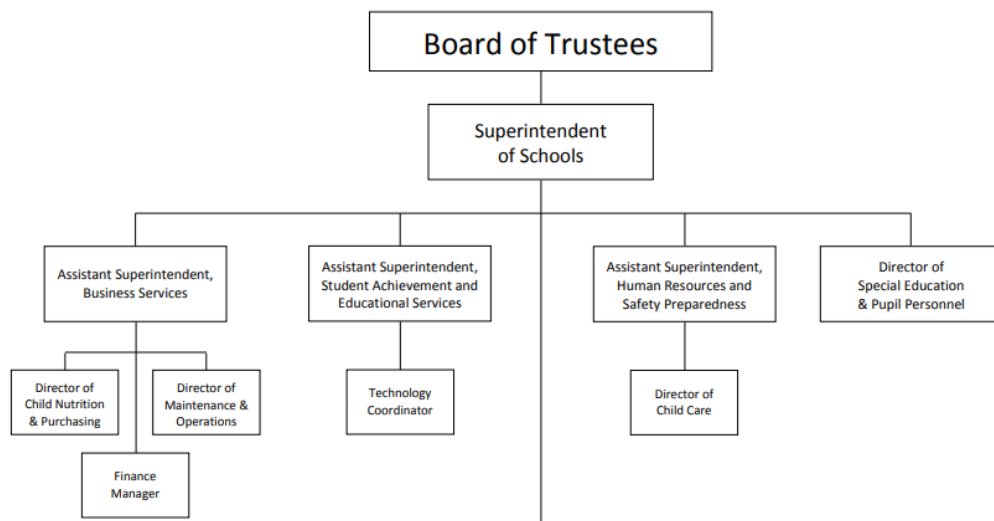 Board of Trustees
Superintendent
of Schools
Assistant Superintendent,
Business Services
Assistant Superintendent,
Student Achievement and
Educational Services
Assistant Superintendent,
Human Resources and
Safety Preparedness
Director of
Special Education
& Pupil Personnel
Director of
Child Nutrition
& Purchasing
Director of
Maintenance &
Operations
Technology
Coordinator
Director of
Child Care
Finance
Manager